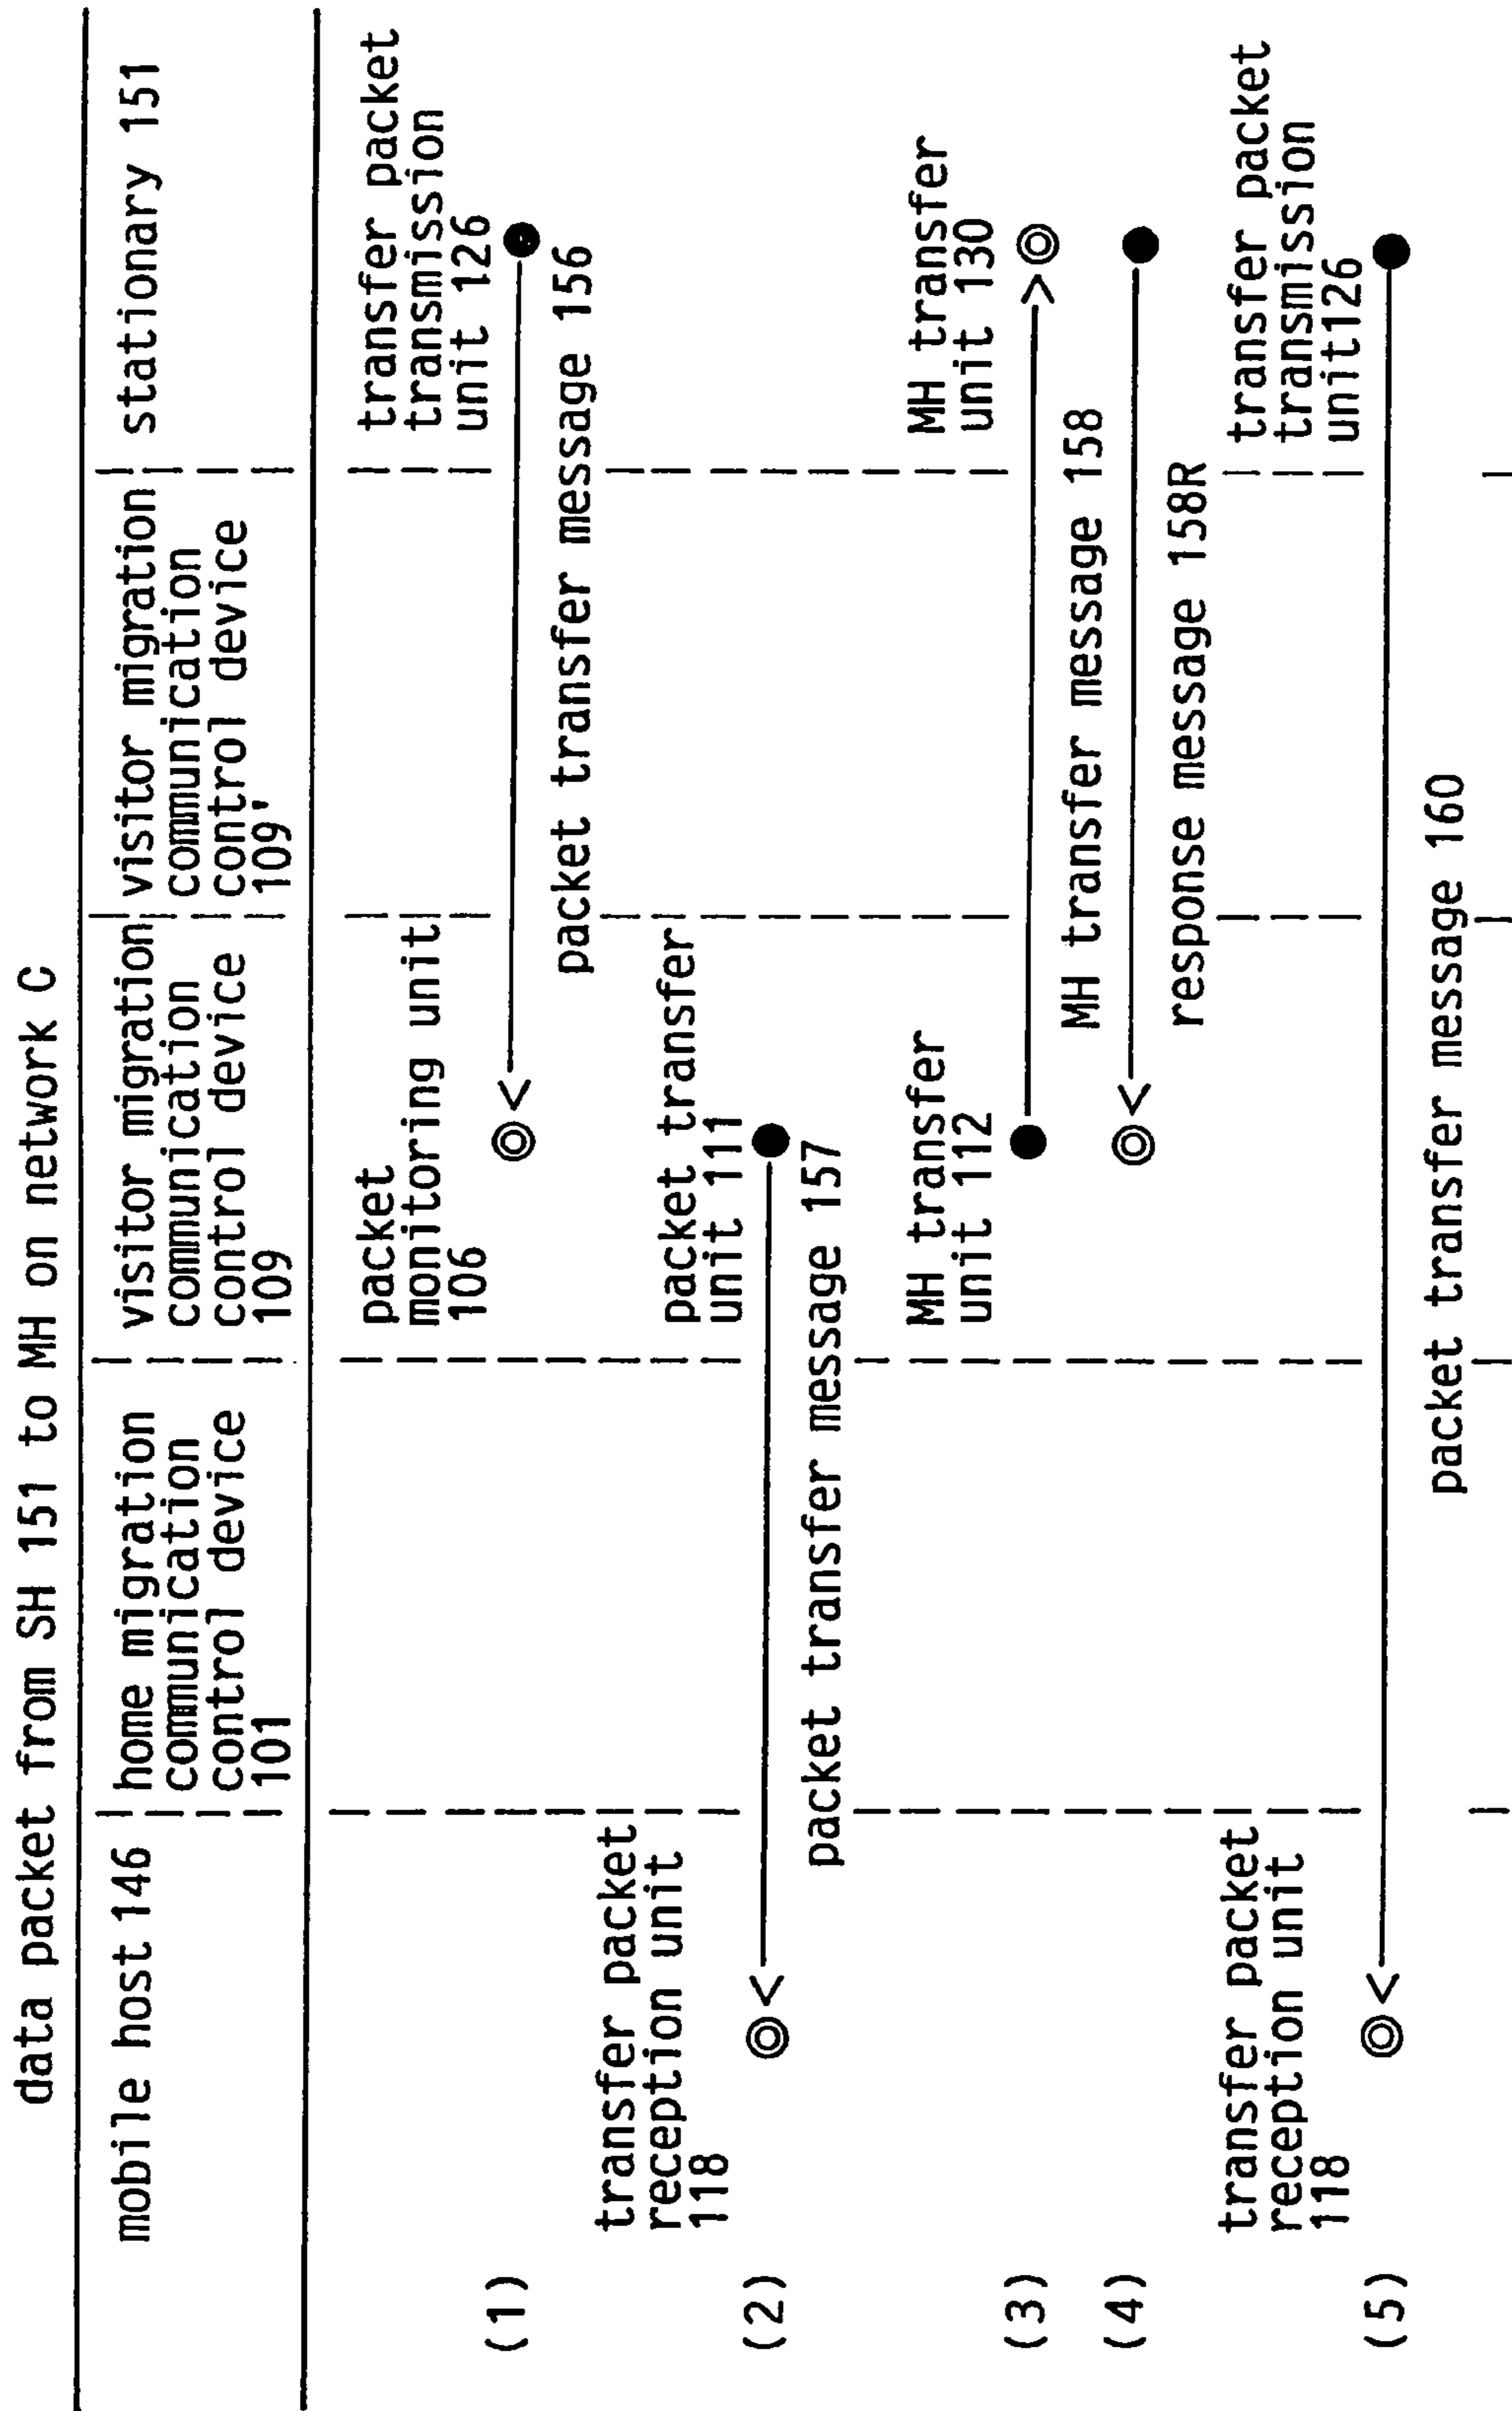 data packet from SH 151 to MH on network C
mobile host 146
home migration
communication
control device
101
visitor migration
communication
control device
109
visitor migration
communication
control device
109'
stationary 151
(1)
packet
monitoring unit
106
transfer packet
transmission
unit 126
packet transfer message 156
(2)
transfer packet
reception unit
118
packet transfer
unit 111
packet transfer message 157
(3)
MH transfer
unit 112
MH transfer
unit 130
MH transfer message 158
(4)
response message 158R
(5)
transfer packet
reception unit
118
transfer packet
transmission
unit126
packet transfer message 160